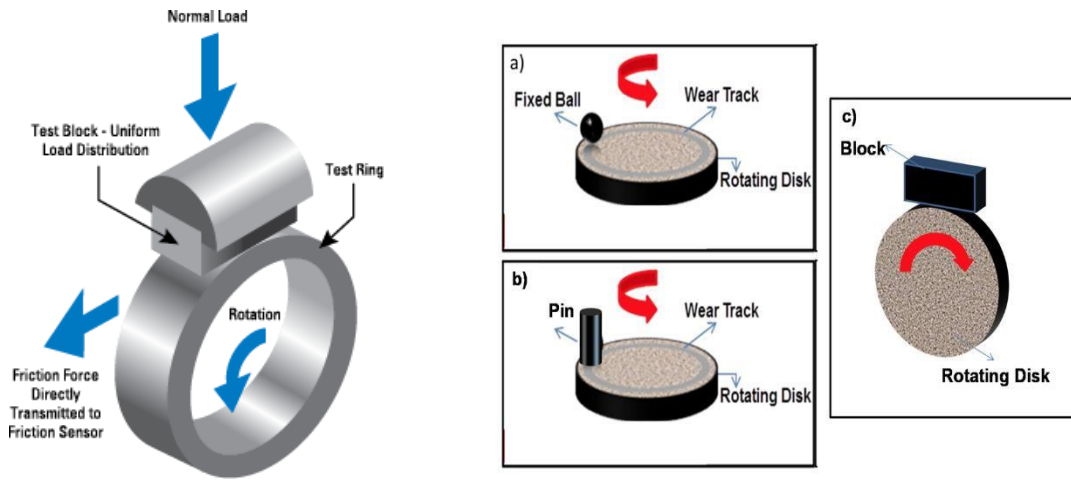 Normal Load
Test Block - Uniform
Load Distribution
Test Ring
Rotation
Friction Force
Directly
Transmitted to
Friction Sensor
a)
Fixed Ball
Wear Track
Rotating Disk
b)
Pin
Wear Track
Rotating Disk
c)
Block
Rotating Disk